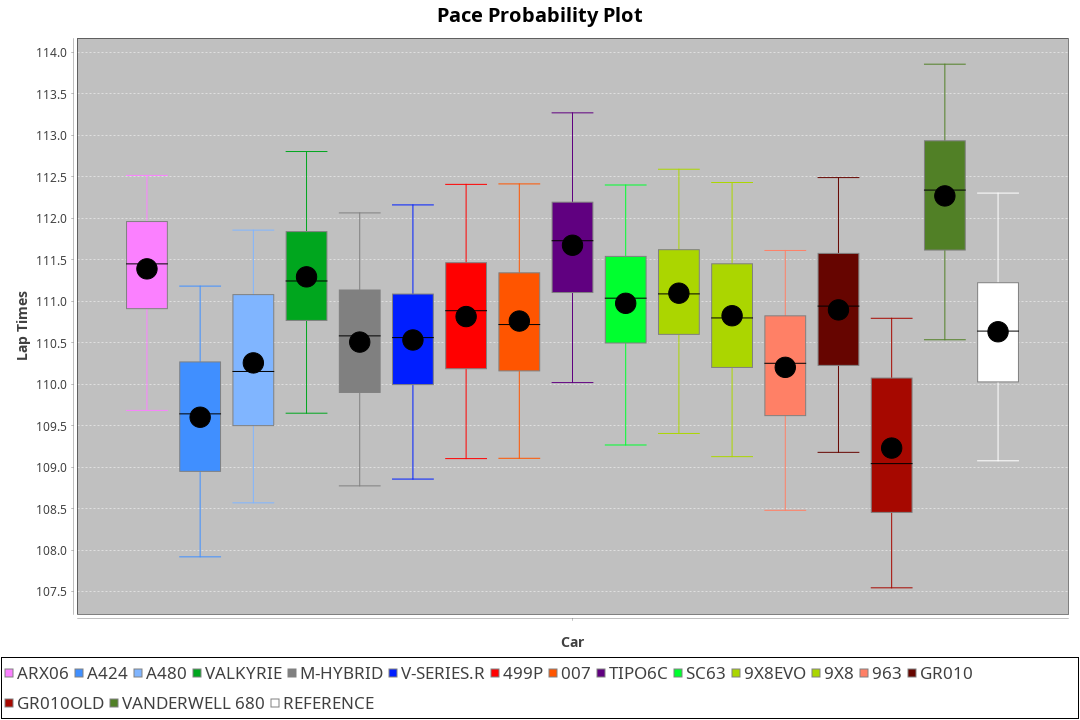 Pace Probability Plot
114.0
113.5
113.0
112.5
112.0
111.5
111.0
110.5
110.0
109.5
109.0
108.5
108.0
107.5
Lap Times
Car
ARX06 A424 A480 VALKYRIE M-HYBRID V-SERIES.R 499P 007 TIPO6C SC63 9X8EVO 9X8 963 GR010
GR010OLD VANDERWELL 680 REFERENCE